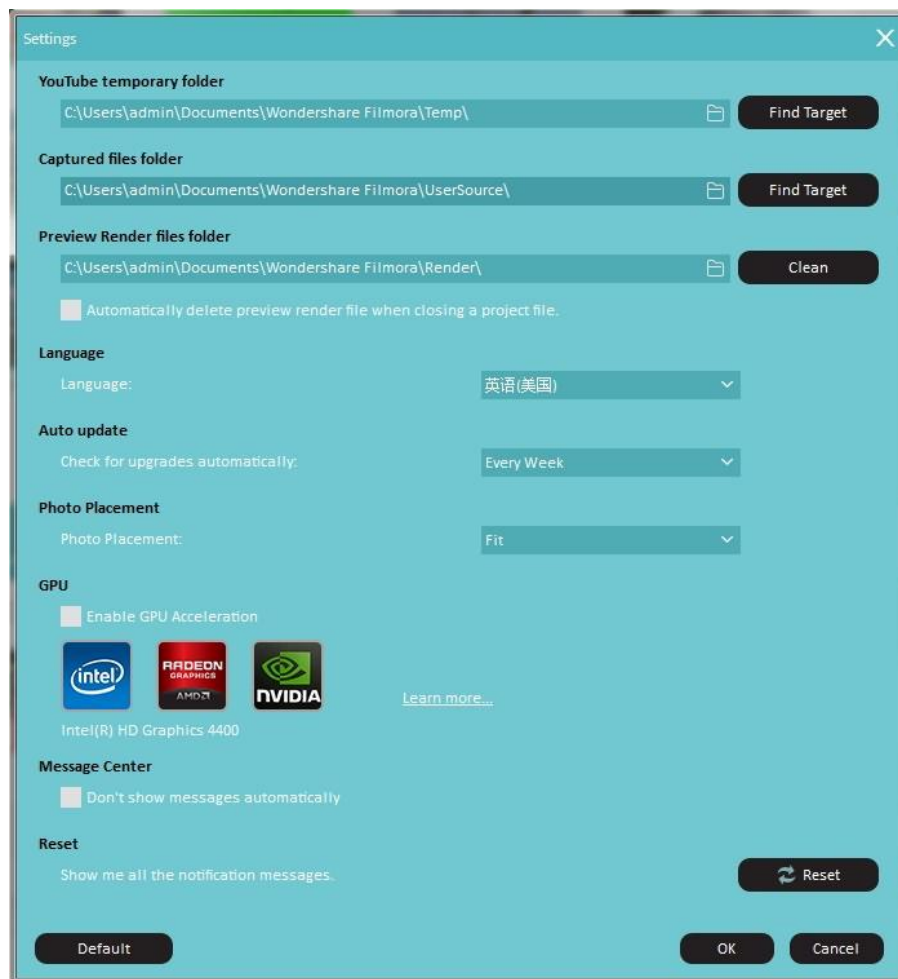 Settings
YouTube temporary folder
C:\Users\admin\Documents\Wondershare Filmora\Temp\
Find Target
Captured files folder
C:\Users\admin\Documents\Wondershare Filmora\UserSource\
Find Target
Preview Render files folder
C:\Users\admin\Documents\Wondershare Filmora\Render\
Clean
Automatically delete preview render file when closing a project file.
Language
Language:
英语(美国)
Auto update
Check for upgrades automatically:
Every Week
Photo Placement
Photo Placement:
Fit
GPU
Enable GPU Acceleration
intel
RADEON
GRAPHICS
AMD
NVIDIA
Learn more...
Intel(R) HD Graphics 4400
Message Center
Don't show messages automatically
Reset
Show me all the notification messages.
Reset
Default
OK
Cancel